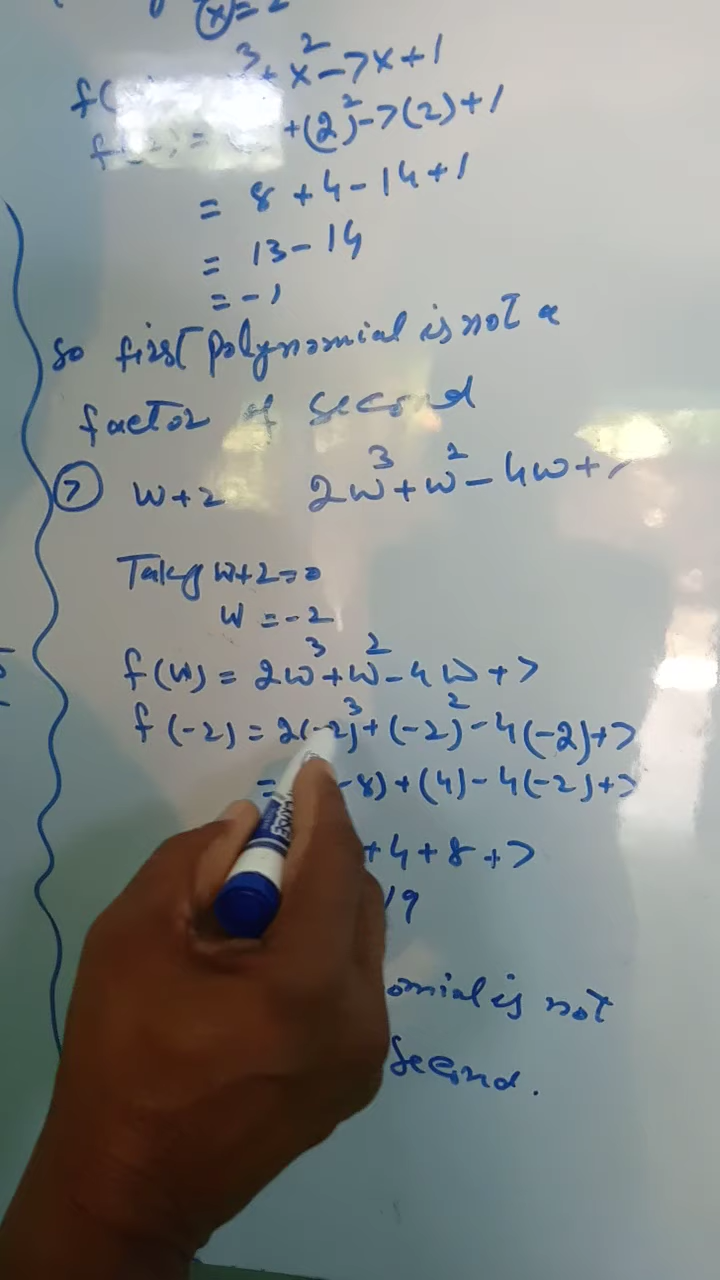 (x) = 2
f( 3 + x² - 7x + 1
f( ) = + (2)² - 7(2) + 1
= 8 + 4 - 14 + 1
= 13 - 14
= -1
So first polynomial is not a
factor of second
7 w+2 2w³ + w² - 4w +
Taking w+2=0
w = -2
f(w) = 2w³ + w² - 4w + 7
f(-2) = 2(-2)³ + (-2)² - 4(-2) + 7
= -8) + (4) - 4(-2) + 7
+ 4 + 8 + 7
19
omial is not
Second.